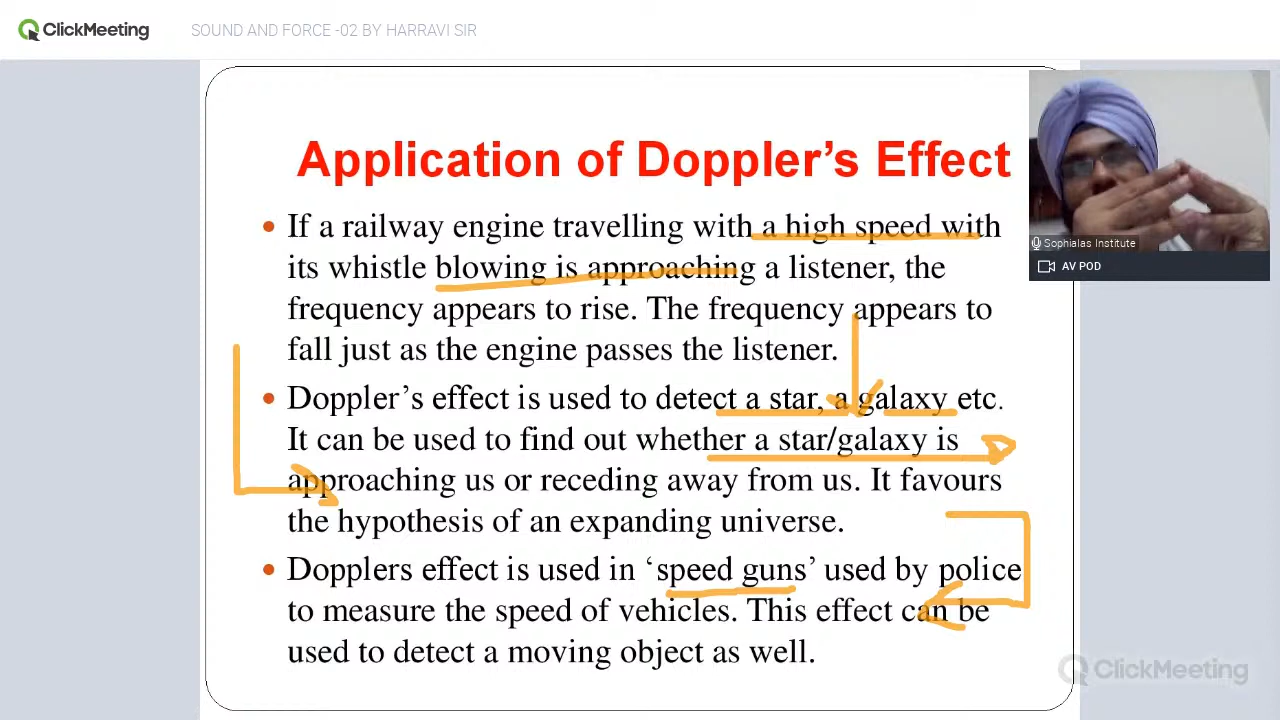 ClickMeeting
SOUND AND FORCE -02 BY HARRAVI SIR
Application of Doppler’s Effect
• If a railway engine travelling with a high speed with
its whistle blowing is approaching a listener, the
frequency appears to rise. The frequency appears to
fall just as the engine passes the listener.
• Doppler’s effect is used to detect a star, a galaxy etc.
It can be used to find out whether a star/galaxy is
approaching us or receding away from us. It favours
the hypothesis of an expanding universe.
• Dopplers effect is used in ‘speed guns’ used by police
to measure the speed of vehicles. This effect can be
used to detect a moving object as well.
Sophialas Institute
AV POD
ClickMeeting